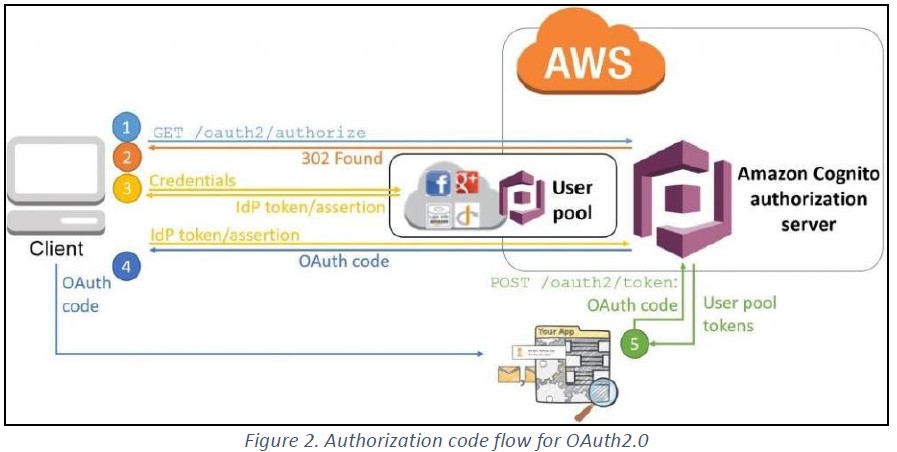 AWS
1
GET /oauth2/authorize
2
302 Found
3
Credentials
IdP token/assertion
User
pool
Amazon Cognito
authorization
server
Client
IdP token/assertion
4
OAuth code
OAuth
code
POST /oauth2/token:
OAuth code
User pool
tokens
5
Your App
Figure 2. Authorization code flow for OAuth2.0